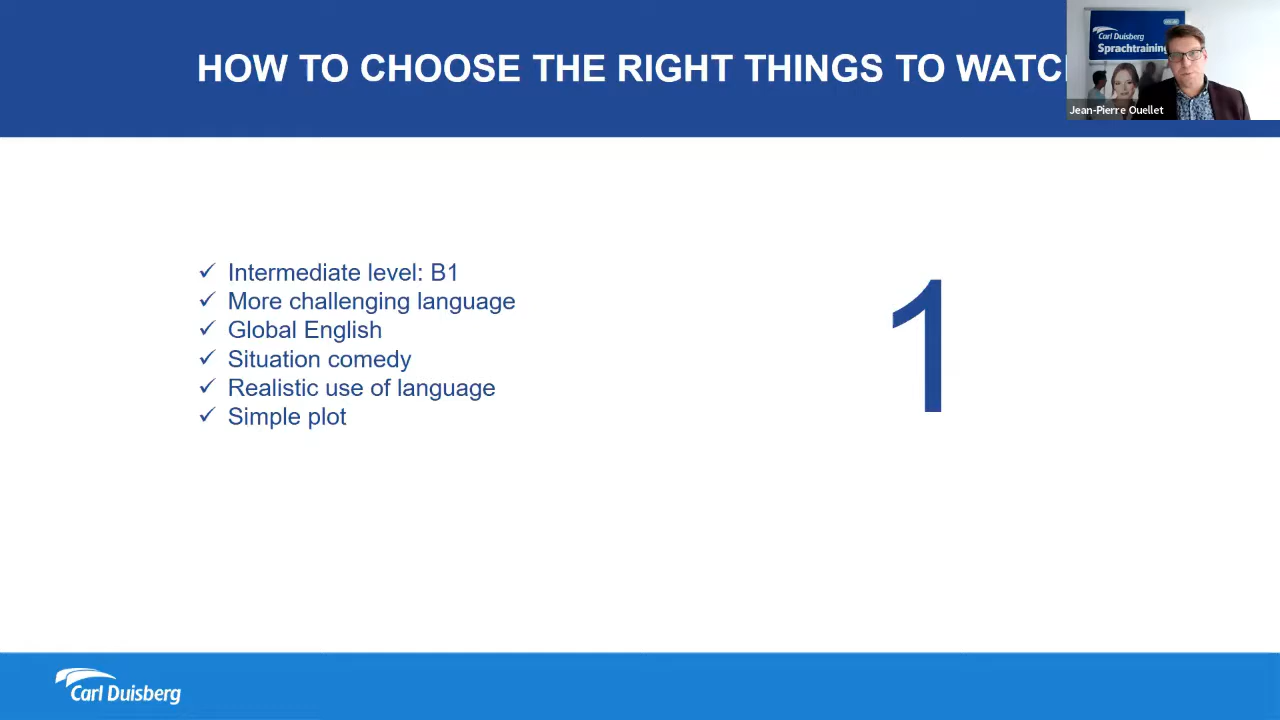 HOW TO CHOOSE THE RIGHT THINGS TO WATC
Carl Duisberg
Sprachtraining
Jean-Pierre Ouellet
✓ Intermediate level: B1
✓ More challenging language
✓ Global English
✓ Situation comedy
✓ Realistic use of language
✓ Simple plot
1
Carl Duisberg